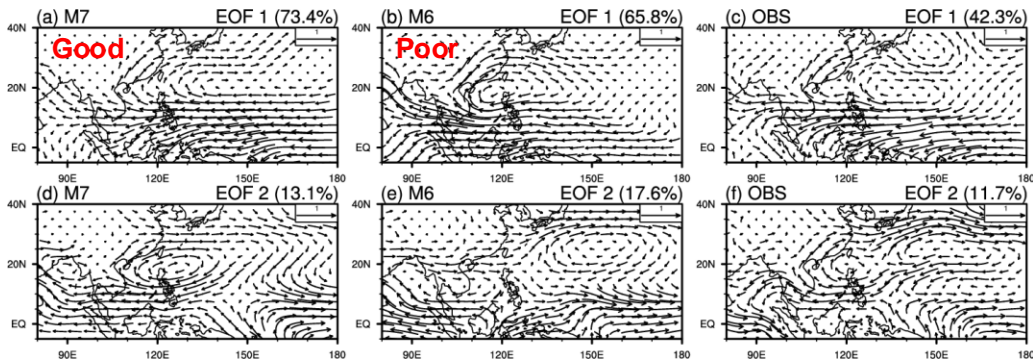 (a) M7 EOF 1 (73.4%)
(b) M6 EOF 1 (65.8%)
(c) OBS EOF 1 (42.3%)
Good
Poor
1
1
1
40N
20N
EQ
90E 120E 150E 180
40N
20N
EQ
90E 120E 150E 180
40N
20N
EQ
90E 120E 150E 180
(d) M7 EOF 2 (13.1%)
(e) M6 EOF 2 (17.6%)
(f) OBS EOF 2 (11.7%)
1
1
1
40N
20N
EQ
90E 120E 150E 180
40N
20N
EQ
90E 120E 150E 180
40N
20N
EQ
90E 120E 150E 180